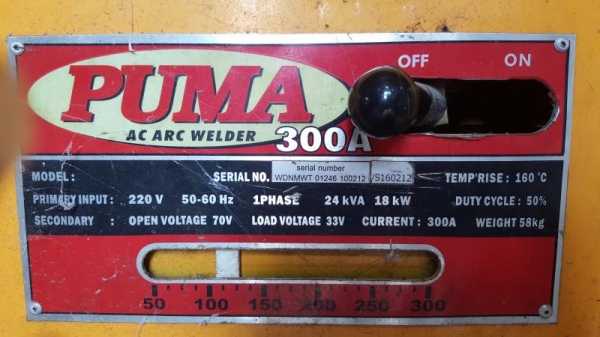 OFF ON
PUMA
AC ARC WELDER 300A
serial number
MODEL : SERIAL NO. WDNMWT 01246 100212 /S160212 TEMP'RISE : 160 °C
PRIMARY INPUT : 220 V 50-60 Hz 1PHASE 24 kVA 18 kW DUTY CYCLE : 50%
SECONDARY : OPEN VOLTAGE 70V LOAD VOLTAGE 33V CURRENT : 300A WEIGHT 58kg
50 100 150 200 250 300